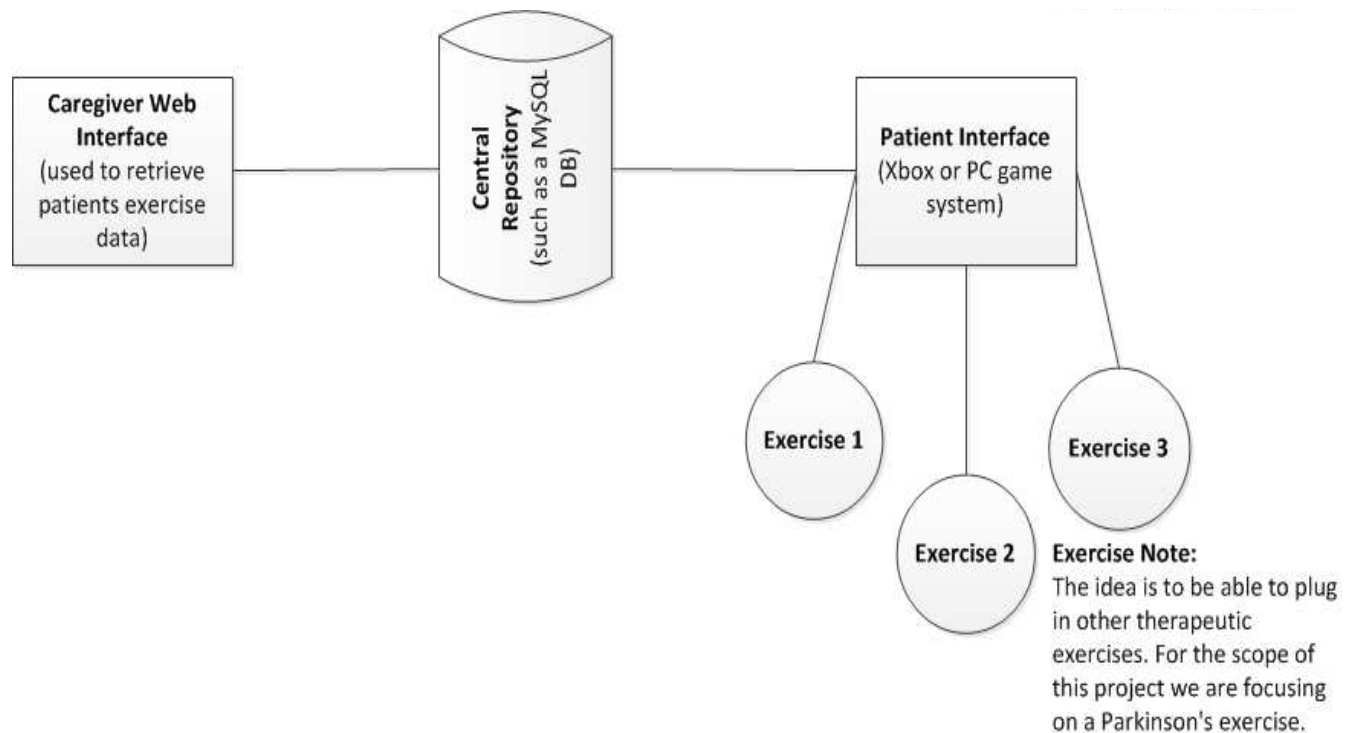 Caregiver Web
Interface
(used to retrieve
patients exercise
data)
Central
Repository
(such as a MySQL
DB)
Patient Interface
(Xbox or PC game
system)
Exercise 1
Exercise 2
Exercise 3
Exercise Note:
The idea is to be able to plug
in other therapeutic
exercises. For the scope of
this project we are focusing
on a Parkinson's exercise.